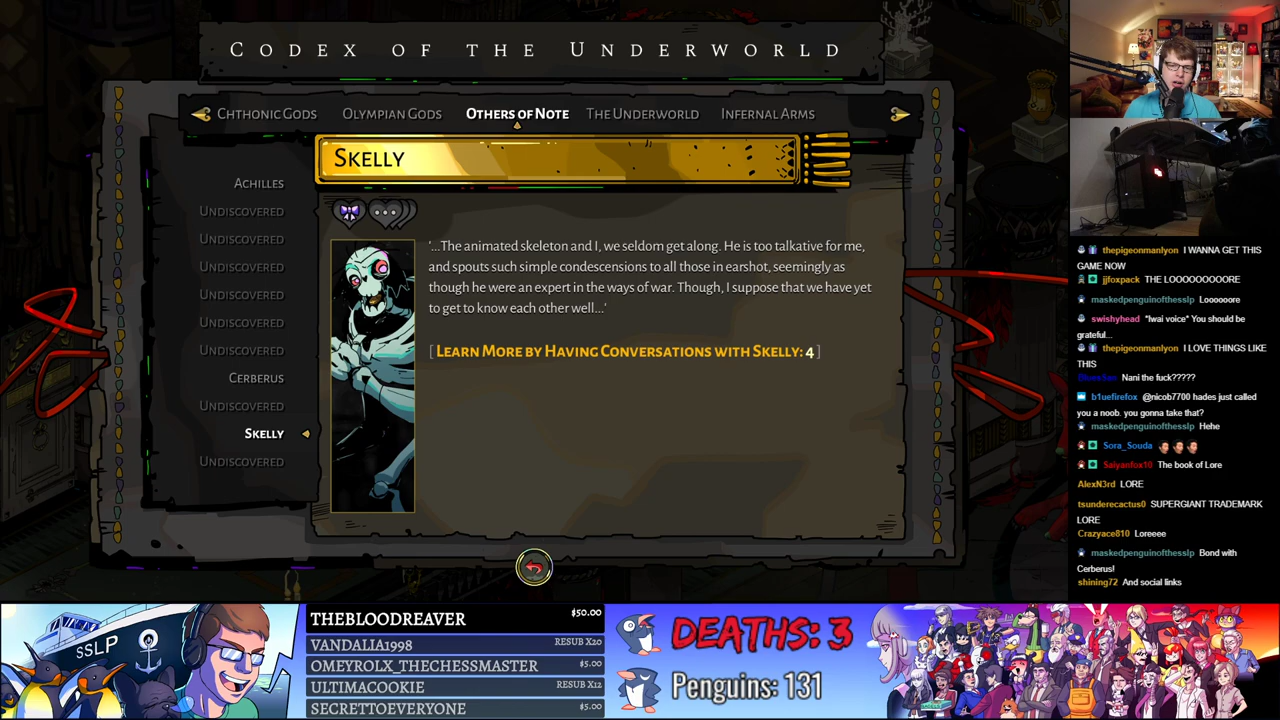 CODEX OF THE UNDERWORLD
CHTHONIC GODS
OLYMPIAN GODS
OTHERS OF NOTE
THE UNDERWORLD
INFERNAL ARMS
SKELLY
ACHILLES
UNDISCOVERED
UNDISCOVERED
UNDISCOVERED
UNDISCOVERED
UNDISCOVERED
UNDISCOVERED
CERBERUS
UNDISCOVERED
SKELLY
UNDISCOVERED
'...The animated skeleton and I, we seldom get along. He is too talkative for me,
and spouts such simple condescensions to all those in earshot, seemingly as
though he were an expert in the ways of war. Though, I suppose that we have yet
to get to know each other well...'
[ LEARN MORE BY HAVING CONVERSATIONS WITH SKELLY: 4 ]
thepigeonmanlyon I WANNA GET THIS
GAME NOW
jjfoxpack THE LOOOOOOOOORE
maskedpenguinofthesslp Looooore
swishyhead *Iwai voice* You should be
grateful...
thepigeonmanlyon I LOVE THINGS LIKE
THIS
Nani the fuck?????
b1uefirefox @nicob7700 hades just called
you a noob. you gonna take that?
maskedpenguinofthesslp Hehe
Sora_Souda
Saiyanfox10 The book of Lore
AlexN3rd LORE
tsunderecactus0 SUPERGIANT TRADEMARK
LORE
Crazyace810 Loreeee
maskedpenguinofthesslp Bond with
Cerberus!
shining72 And social links
SSLP
THEBLOODREAVER $50.00
VANDALIA1998 RESUB X20
OMEYROLX_THECHESSMASTER $5.00
ULTIMACOOKIE RESUB X12
SECRETTOEVERYONE $5.00
DEATHS: 3
Penguins: 131